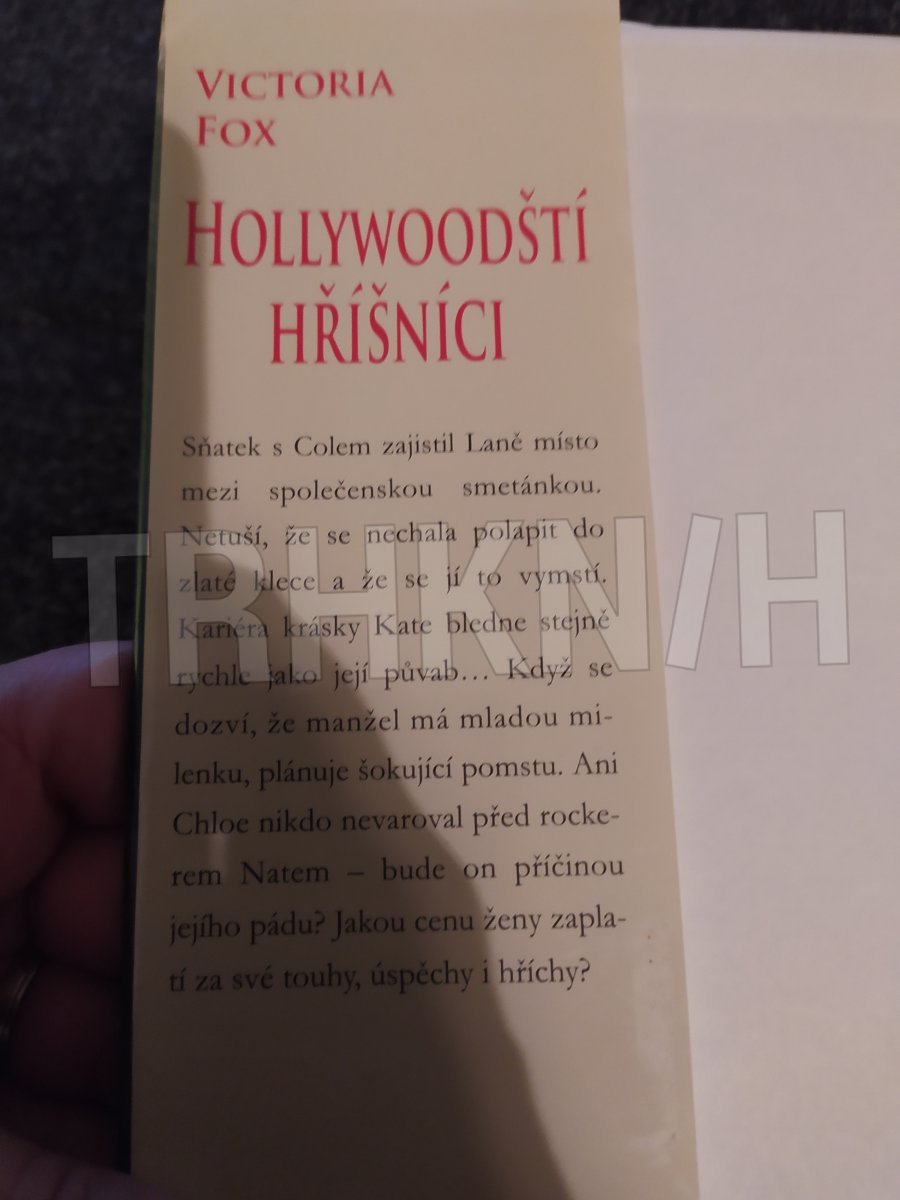 VICTORIA
FOX
HOLLYWOODŠTÍ
HŘÍŠNÍCI
Sňatek s Colem zajistil Laně místo
mezi společenskou smetánkou.
Netuší, že se nechala polapit do
zlaté klece a že se jí to vymstí.
Kariéra krásky Kate bledne stejně
rychle jako její půvab... Když se
dozví, že manžel má mladou mi-
lenku, plánuje šokující pomstu. Ani
Chloe nikdo nevaroval před rocke-
rem Natem – bude on příčinou
jejího pádu? Jakou cenu ženy zapla-
tí za své touhy, úspěchy i hříchy?
TRHKN/H